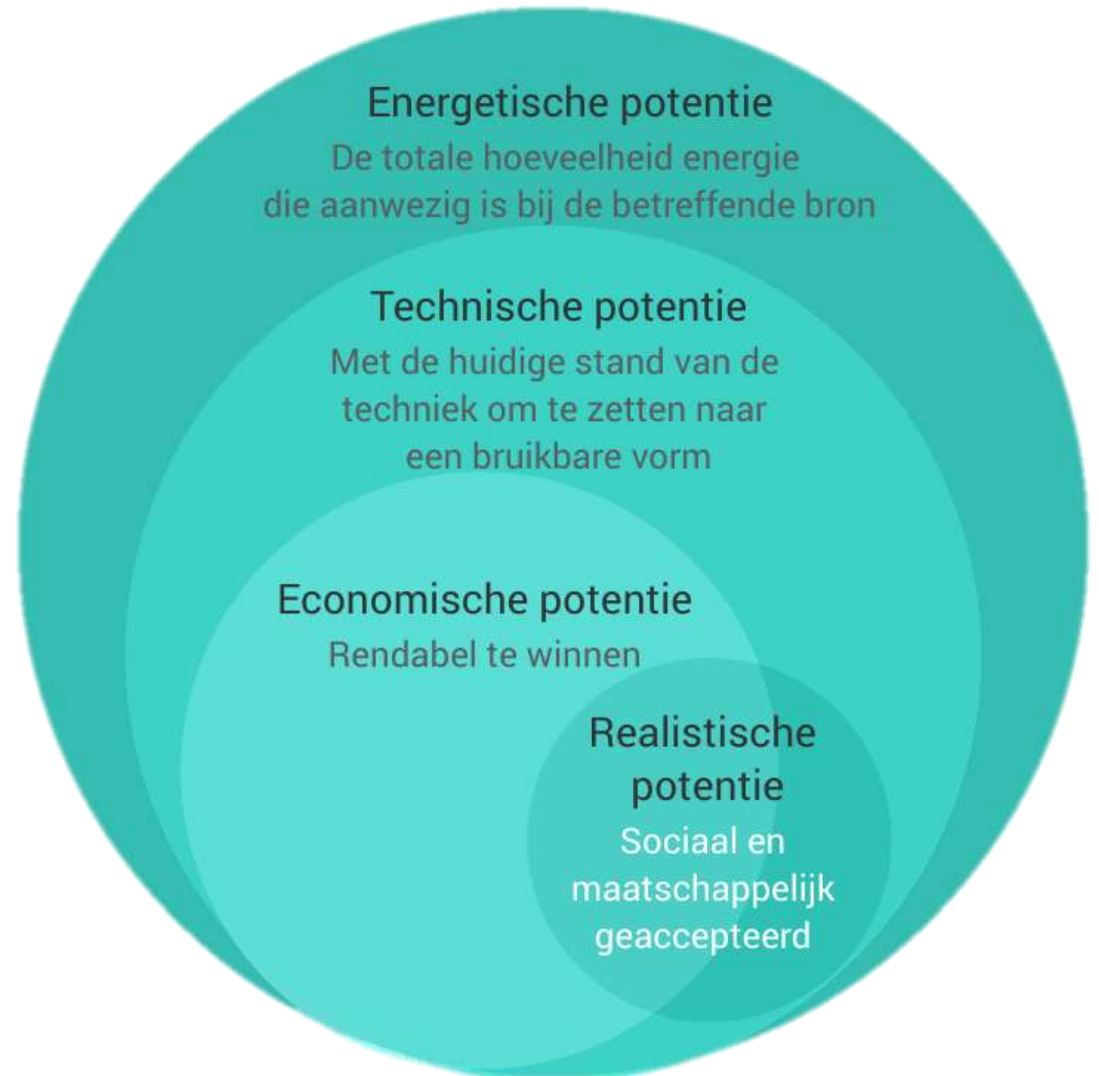 Energetische potentie
De totale hoeveelheid energie
die aanwezig is bij de betreffende bron
Technische potentie
Met de huidige stand van de
techniek om te zetten naar
een bruikbare vorm
Economische potentie
Rendabel te winnen
Realistische
potentie
Sociaal en
maatschappelijk
geaccepteerd